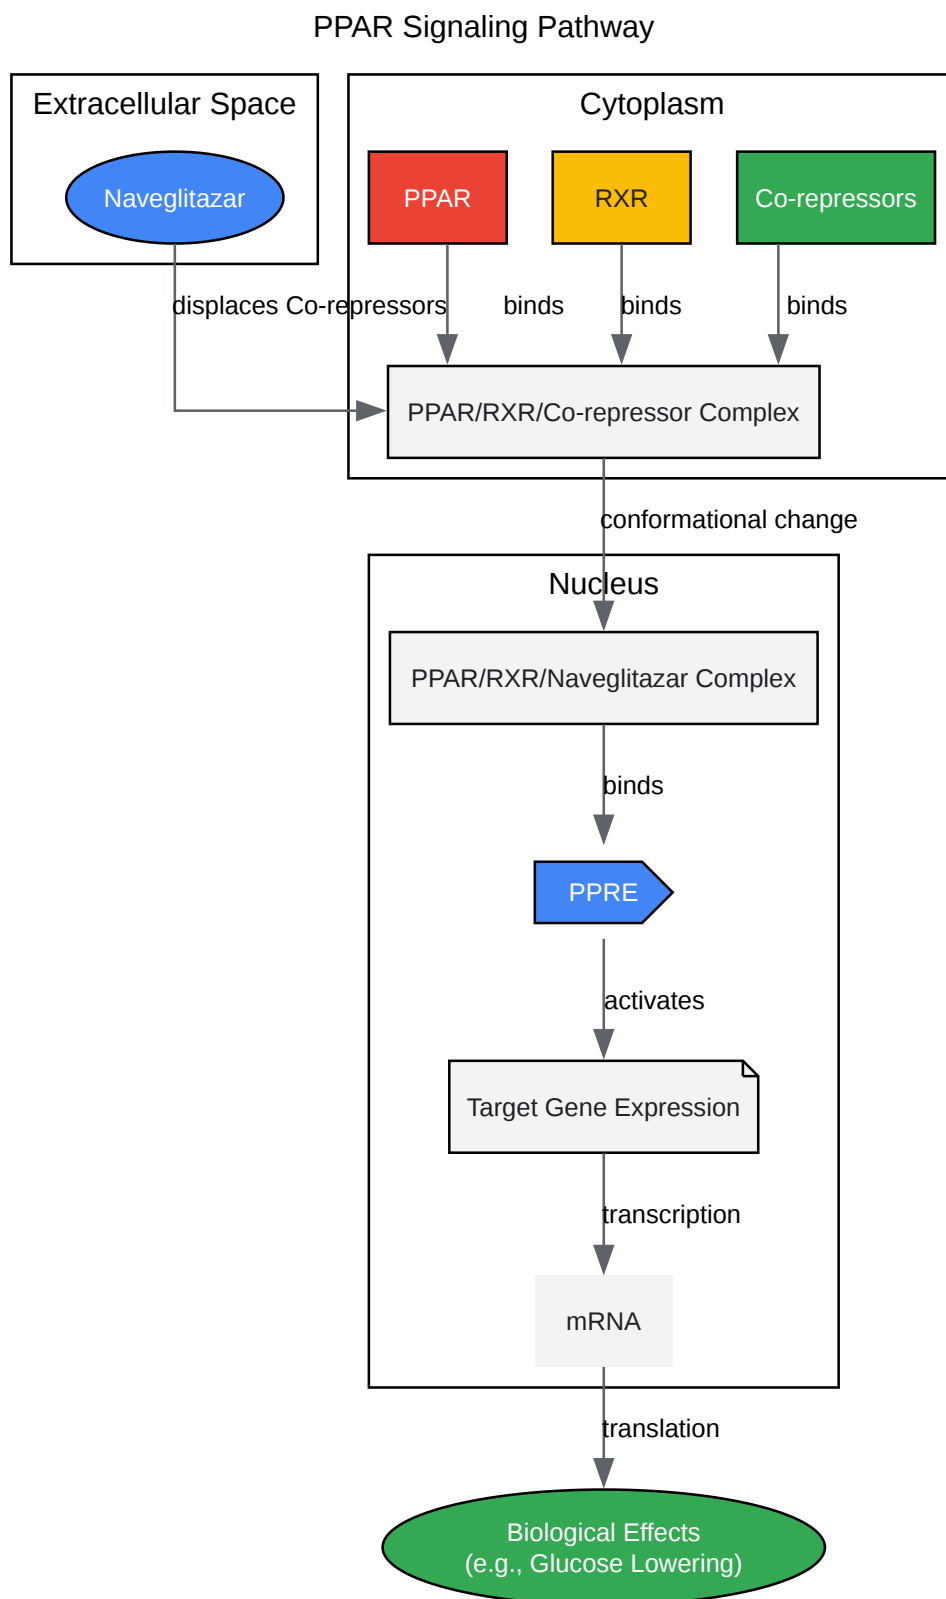 PPAR Signaling Pathway
Extracellular Space
Cytoplasm
Naveglitazar
PPAR
RXR
Co-repressors
displaces Co-repressors
binds
binds
binds
PPAR/RXR/Co-repressor Complex
conformational change
Nucleus
PPAR/RXR/Naveglitazar Complex
binds
PPRE
activates
Target Gene Expression
transcription
mRNA
translation
Biological Effects
(e.g., Glucose Lowering)